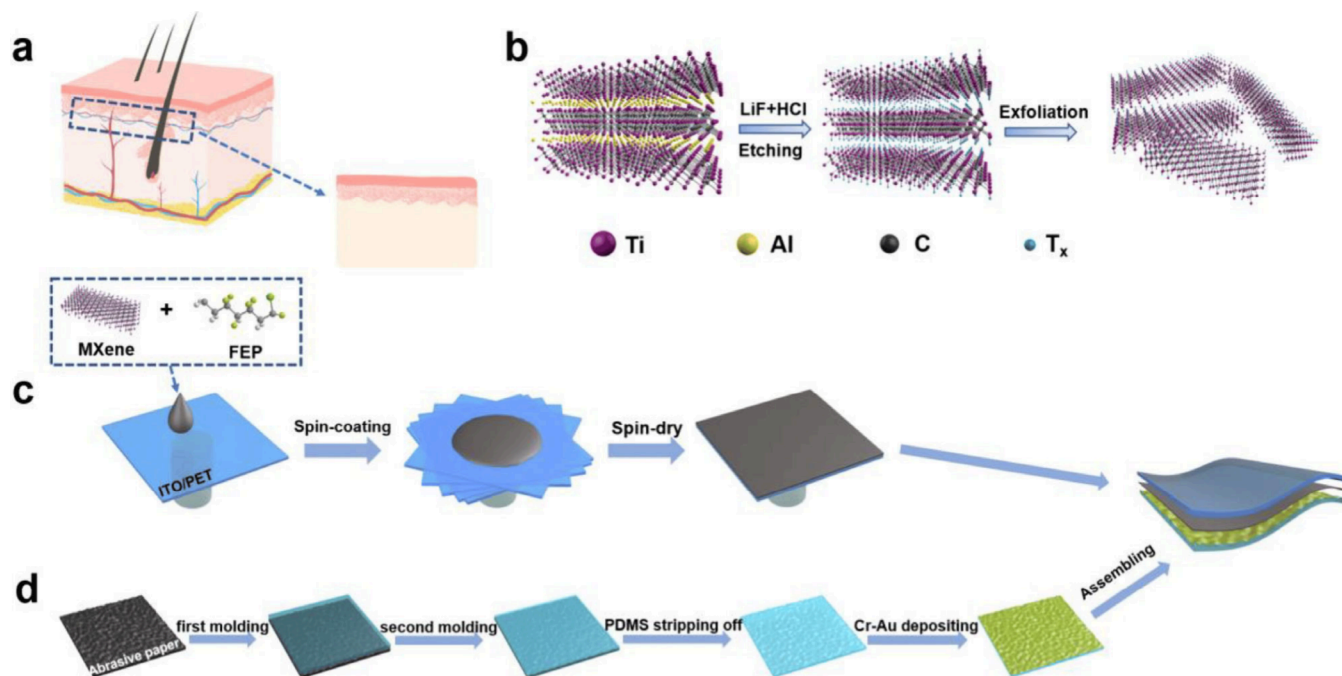 a
b
LiF+HCl
Etching
Exfoliation
Ti
Al
C
Tₓ
MXene
+
FEP
c
ITO/PET
Spin-coating
Spin-dry
d
Abrasive paper
first molding
second molding
PDMS stripping off
Cr-Au depositing
Assembling